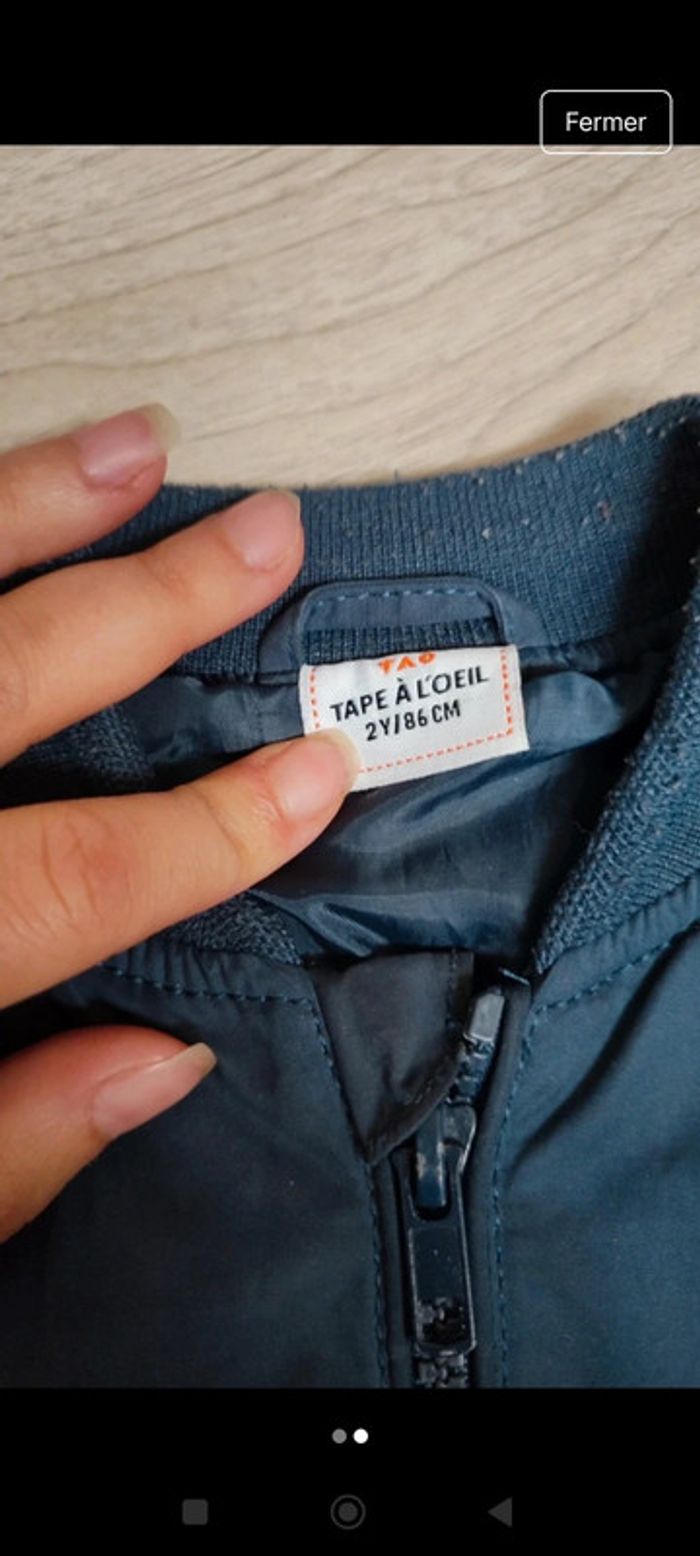 Fermer
TAO
TAPE À L'OEIL
2Y/86 CM